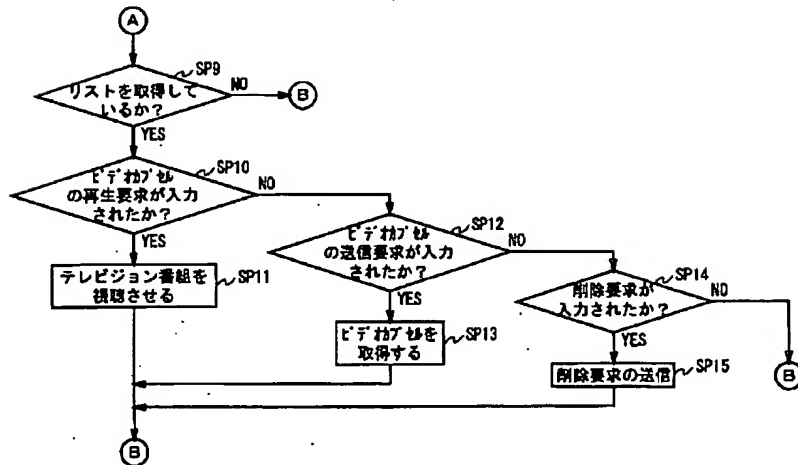 A
SP9
リストを取得して
いるか?
NO
B
YES
SP10
ビデオカプセル
の再生要求が入力
されたか?
NO
YES
SP12
ビデオカプセル
の送信要求が入力
されたか?
NO
YES
テレビジョン番組を
視聴させる
SP11
SP14
削除要求が
入力されたか?
NO
YES
ビデオカプセルを
取得する
SP13
削除要求の送信
SP15
B
B